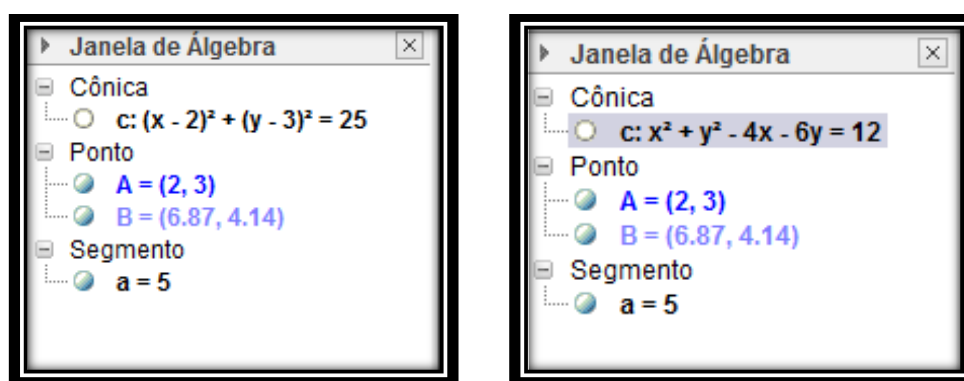 Janela de Álgebra
Cônica
c: (x - 2)² + (y - 3)² = 25
Ponto
A = (2, 3)
B = (6.87, 4.14)
Segmento
a = 5
Janela de Álgebra
Cônica
c: x² + y² - 4x - 6y = 12
Ponto
A = (2, 3)
B = (6.87, 4.14)
Segmento
a = 5